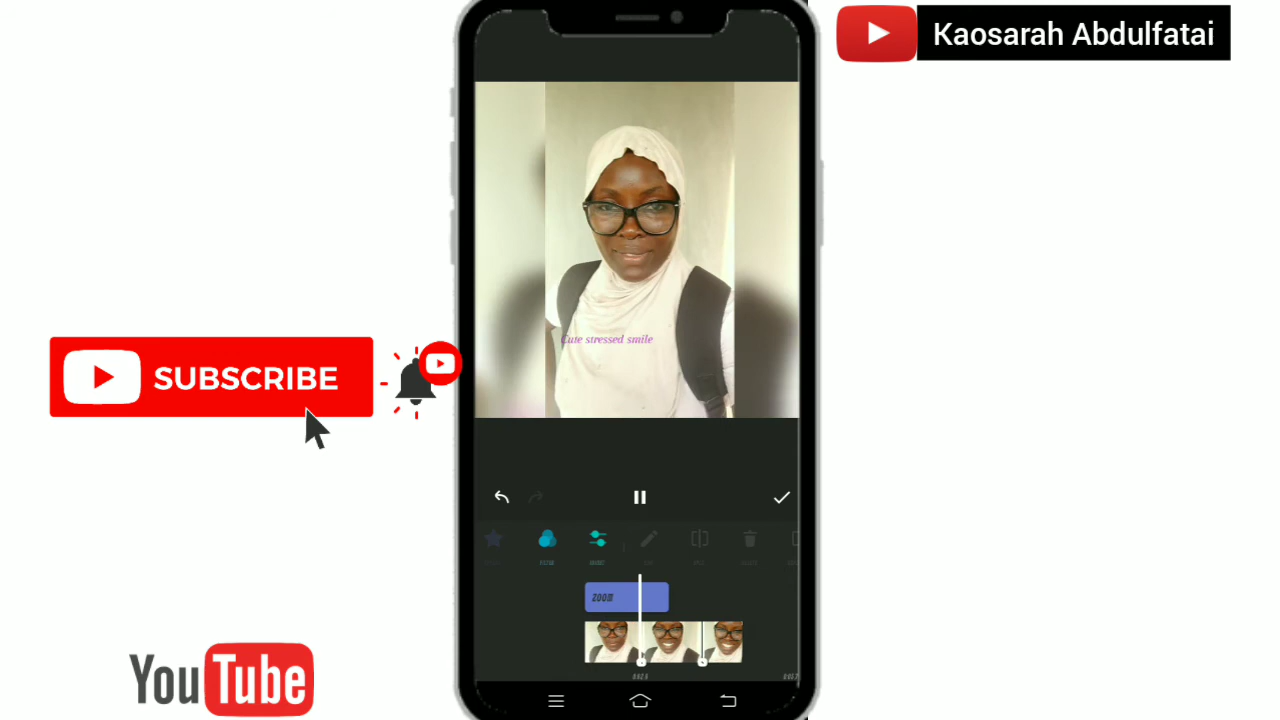 Kaosarah Abdulfatai
Cute stressed smile
SUBSCRIBE
ZOOM
YouTube